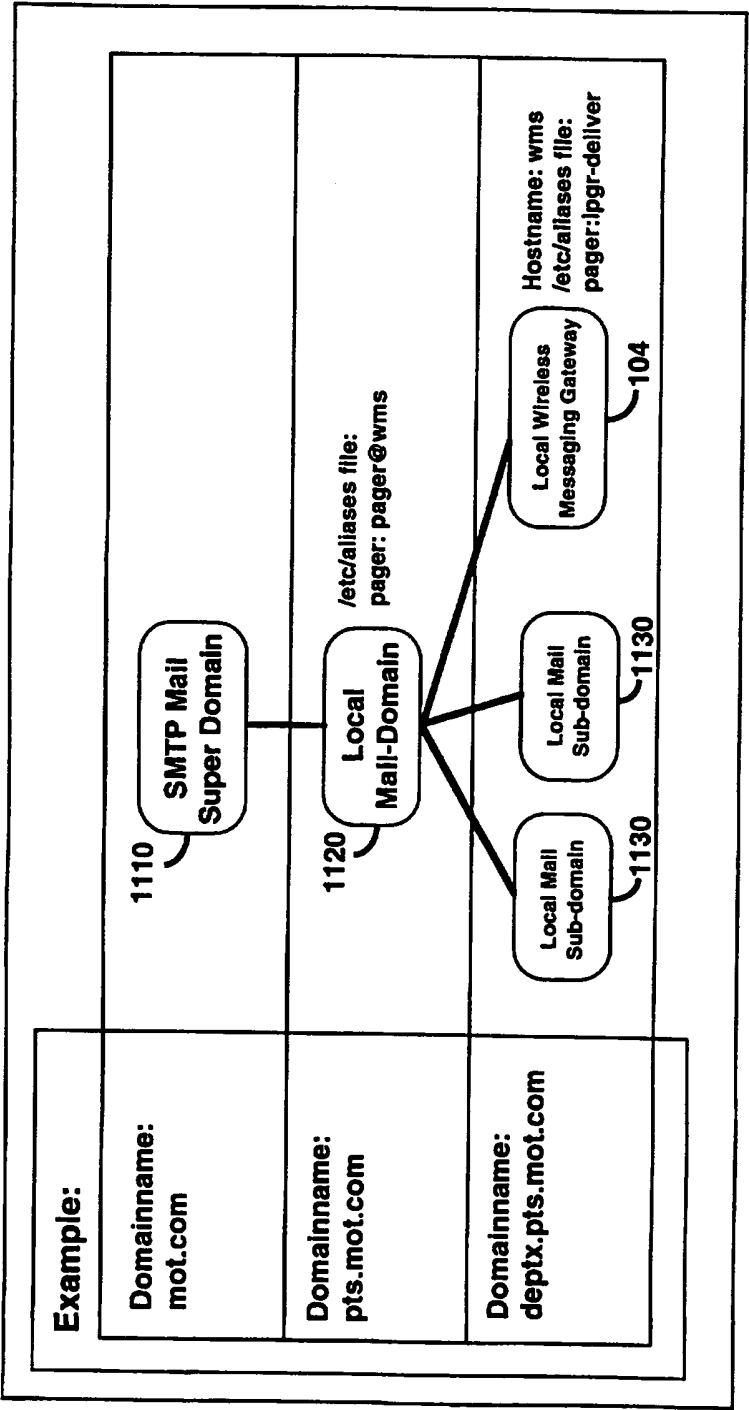 Example:
Domainname:
mot.com
1110
SMTP Mail
Super Domain
Domainname:
pts.mot.com
1120
Local
Mail-Domain
/etc/aliases file:
pager: pager@wms
Domainname:
deptx.pts.mot.com
Local Mail
Sub-domain
1130
Local Mail
Sub-domain
1130
Local Wireless
Messaging Gateway
104
Hostname: wms
/etc/aliases file:
pager:lpgr-deliver